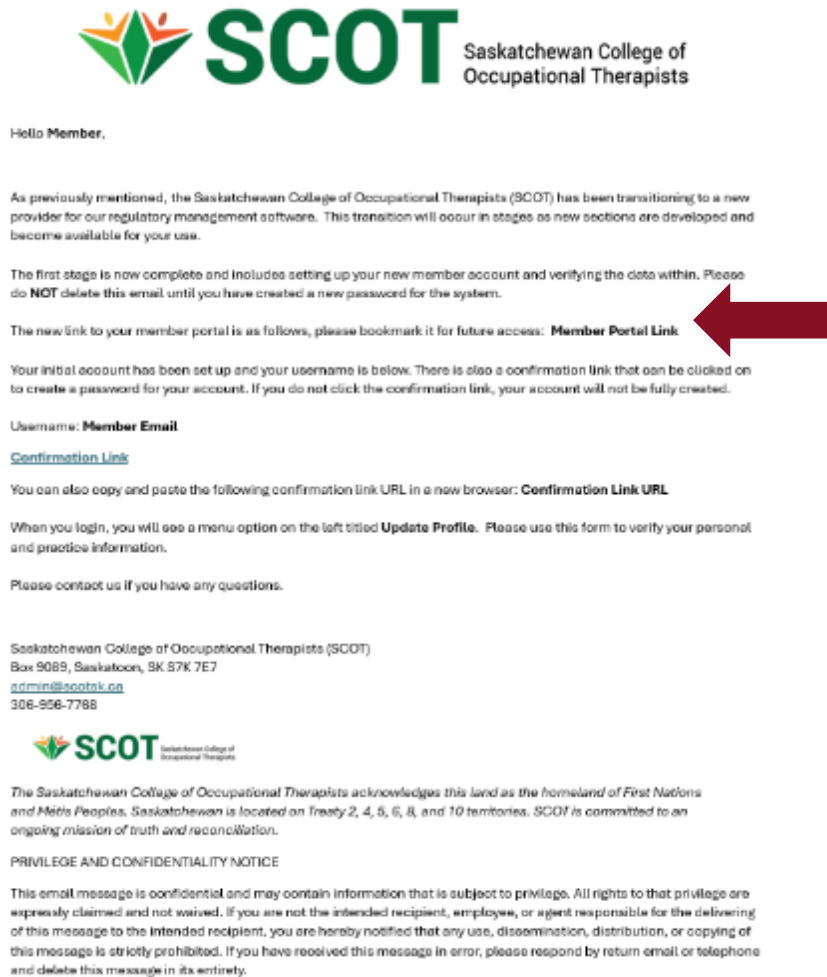 SCOT Saskatchewan College of
Occupational Therapists
Hello Member,
As previously mentioned, the Saskatchewan College of Occupational Therapists (SCOT) has been transitioning to a new
provider for our regulatory management software. This transition will occur in stages as new sections are developed and
become available for your use.
The first stage is now complete and includes setting up your new member account and verifying the data within. Please
do NOT delete this email until you have created a new password for the system.
The new link to your member portal is as follows, please bookmark it for future access: Member Portal Link
Your initial account has been set up and your username is below. There is also a confirmation link that can be clicked on
to create a password for your account. If you do not click the confirmation link, your account will not be fully created.
Username: Member Email
Confirmation Link
You can also copy and paste the following confirmation link URL in a new browser: Confirmation Link URL
When you login, you will see a menu option on the left titled Update Profile. Please use this form to verify your personal
and practice information.
Please contact us if you have any questions.
Saskatchewan College of Occupational Therapists (SCOT)
Box 9089, Saskatoon, SK S7K 7E7
admin@scotsk.ca
306-956-7768
SCOT Saskatchewan College of
Occupational Therapists
The Saskatchewan College of Occupational Therapists acknowledges this land as the homeland of First Nations
and Métis Peoples. Saskatchewan is located on Treaty 2, 4, 5, 6, 8, and 10 territories. SCOT is committed to an
ongoing mission of truth and reconciliation.
PRIVILEGE AND CONFIDENTIALITY NOTICE
This email message is confidential and may contain information that is subject to privilege. All rights to that privilege are
expressly claimed and not waived. If you are not the intended recipient, employee, or agent responsible for the delivering
of this message to the intended recipient, you are hereby notified that any use, dissemination, distribution, or copying of
this message is strictly prohibited. If you have received this message in error, please respond by return email or telephone
and delete this message in its entirety.